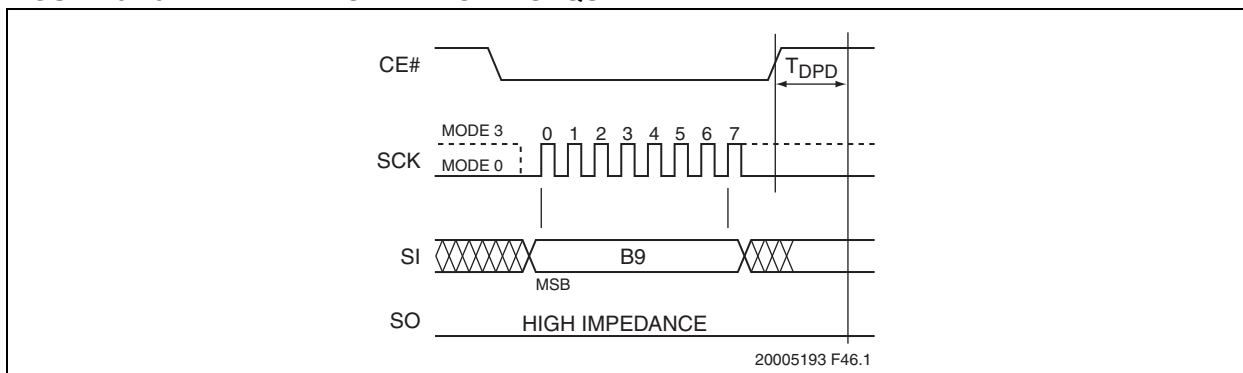 CE#
TDPD
MODE 3
0 1 2 3 4 5 6 7
SCK
MODE 0
SI
B9
MSB
SO
HIGH IMPEDANCE
20005193 F46.1